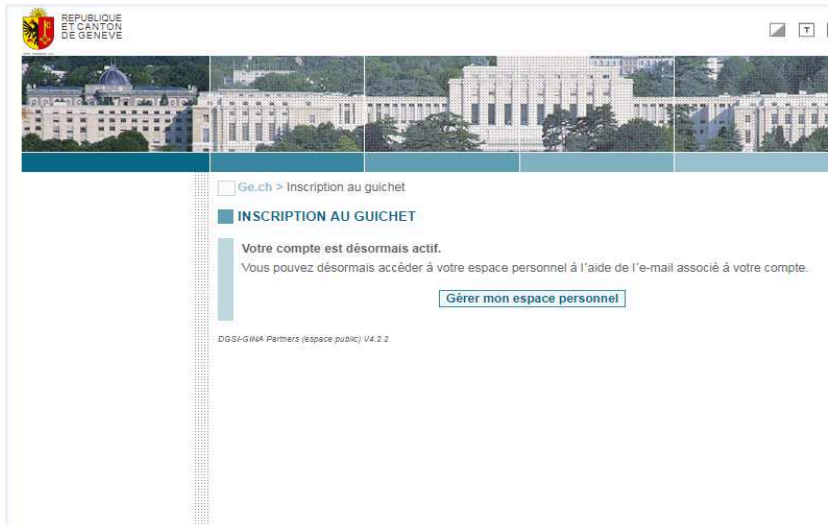 REPUBLIQUE
ET CANTON
DE GENEVE
T
Ge.ch > Inscription au guichet
INSCRIPTION AU GUICHET
Votre compte est désormais actif.
Vous pouvez désormais accéder à votre espace personnel à l'aide de l'e-mail associé à votre compte.
Gérer mon espace personnel
DGSI-GINA Partners (espace public) V4.2.2